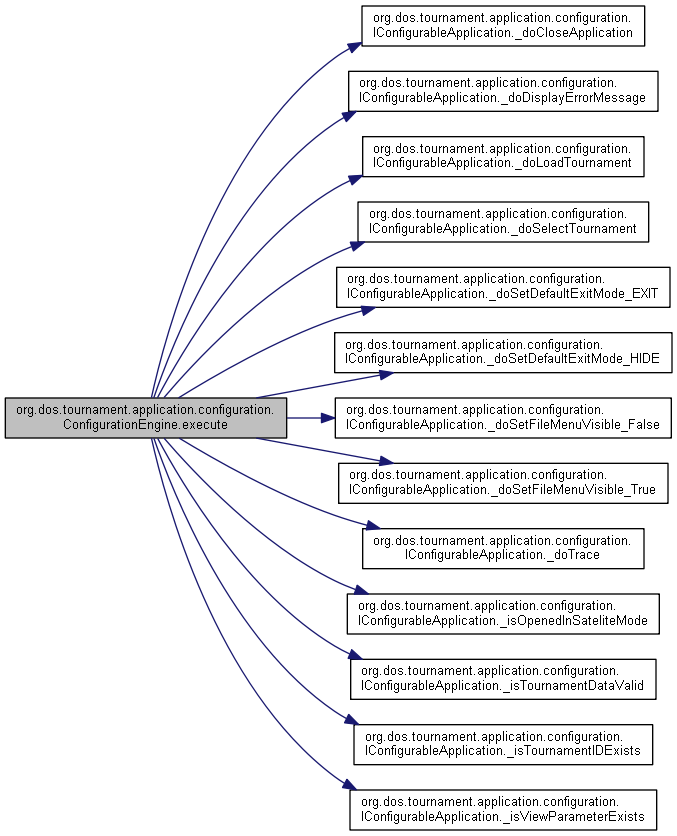 org.dos.tournament.application.configuration.
IConfigurableApplication._doCloseApplication
org.dos.tournament.application.configuration.
IConfigurableApplication._doDisplayErrorMessage
org.dos.tournament.application.configuration.
IConfigurableApplication._doLoadTournament
org.dos.tournament.application.configuration.
IConfigurableApplication._doSelectTournament
org.dos.tournament.application.configuration.
IConfigurableApplication._doSetDefaultExitMode_EXIT
org.dos.tournament.application.configuration.
IConfigurableApplication._doSetDefaultExitMode_HIDE
org.dos.tournament.application.configuration.
ConfigurationEngine.execute
org.dos.tournament.application.configuration.
IConfigurableApplication._doSetFileMenuVisible_False
org.dos.tournament.application.configuration.
IConfigurableApplication._doSetFileMenuVisible_True
org.dos.tournament.application.configuration.
IConfigurableApplication._doTrace
org.dos.tournament.application.configuration.
IConfigurableApplication._isOpenedInSateliteMode
org.dos.tournament.application.configuration.
IConfigurableApplication._isTournamentDataValid
org.dos.tournament.application.configuration.
IConfigurableApplication._isTournamentIDExists
org.dos.tournament.application.configuration.
IConfigurableApplication._isViewParameterExists